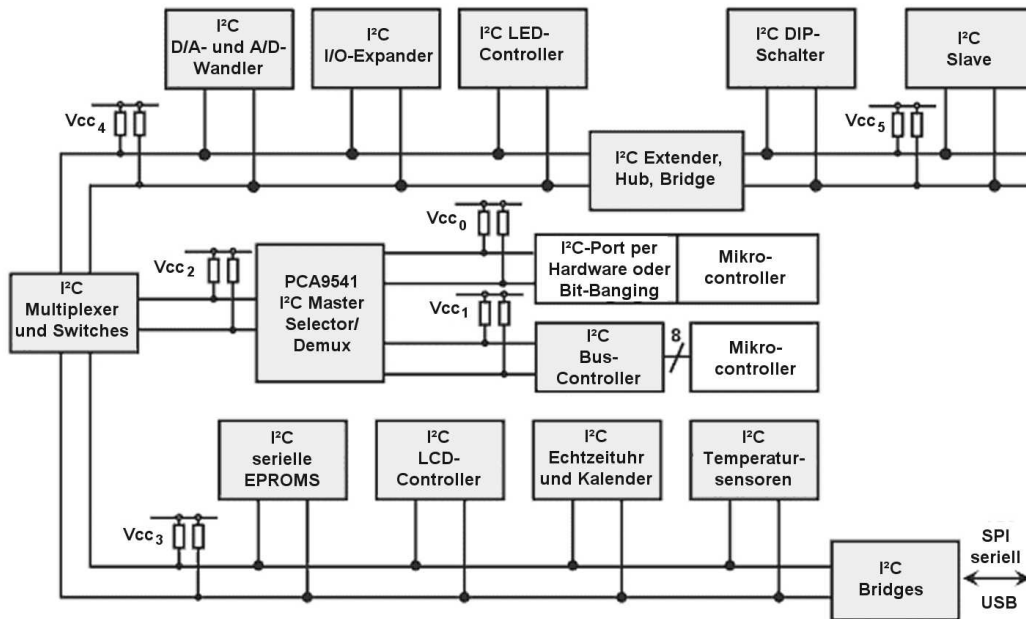 I²C
D/A- und A/D-
Wandler
I²C
I/O-Expander
I²C LED-
Controller
I²C DIP-
Schalter
I²C
Slave
Vcc4
Vcc5
I²C Extender,
Hub, Bridge
Vcc0
Vcc2
PCA9541
I²C Master
Selector/
Demux
I²C-Port per
Hardware oder
Bit-Banging
Mikro-
controller
I²C
Multiplexer
und Switches
Vcc1
I²C
Bus-
Controller
8
Mikro-
controller
I²C
serielle
EPROMS
I²C
LCD-
Controller
I²C
Echtzeituhr
und Kalender
I²C
Temperatur-
sensoren
Vcc3
I²C
Bridges
SPI
seriell
USB